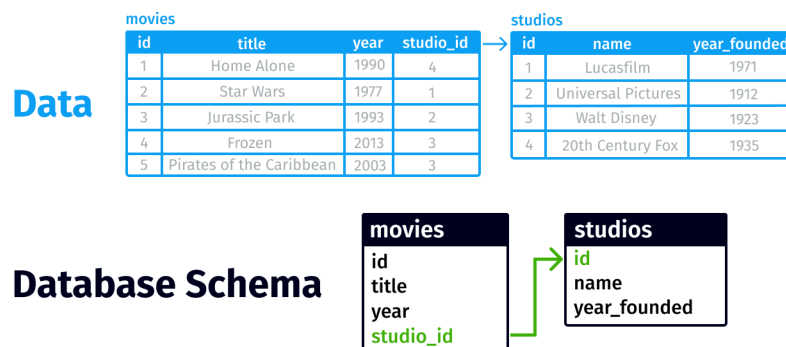 movies
id title year studio_id
1 Home Alone 1990 4
2 Star Wars 1977 1
3 Jurassic Park 1993 2
4 Frozen 2013 3
5 Pirates of the Caribbean 2003 3
studios
id name year_founded
1 Lucasfilm 1971
2 Universal Pictures 1912
3 Walt Disney 1923
4 20th Century Fox 1935
Data
Database Schema
movies
id
title
year
studio_id
studios
id
name
year_founded